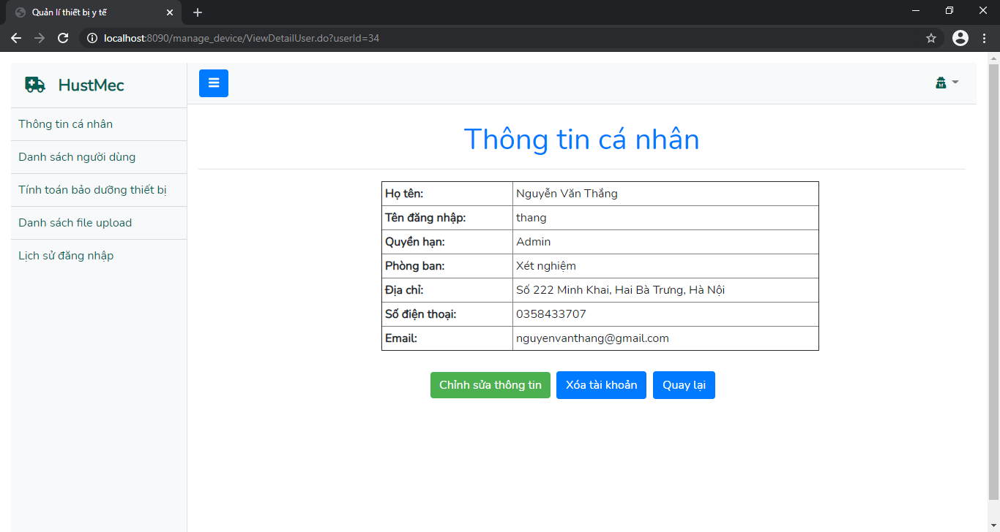 Quản lí thiết bị y tế
localhost:8090/manage_device/ViewDetailUser.do?userId=34
HustMec
Thông tin cá nhân
Danh sách người dùng
Tính toán bảo dưỡng thiết bị
Danh sách file upload
Lịch sử đăng nhập
Thông tin cá nhân
Họ tên: Nguyễn Văn Thắng
Tên đăng nhập: thang
Quyền hạn: Admin
Phòng ban: Xét nghiệm
Địa chỉ: Số 222 Minh Khai, Hai Bà Trưng, Hà Nội
Số điện thoại: 0358433707
Email: nguyenvanthang@gmail.com
Chỉnh sửa thông tin Xóa tài khoản Quay lại